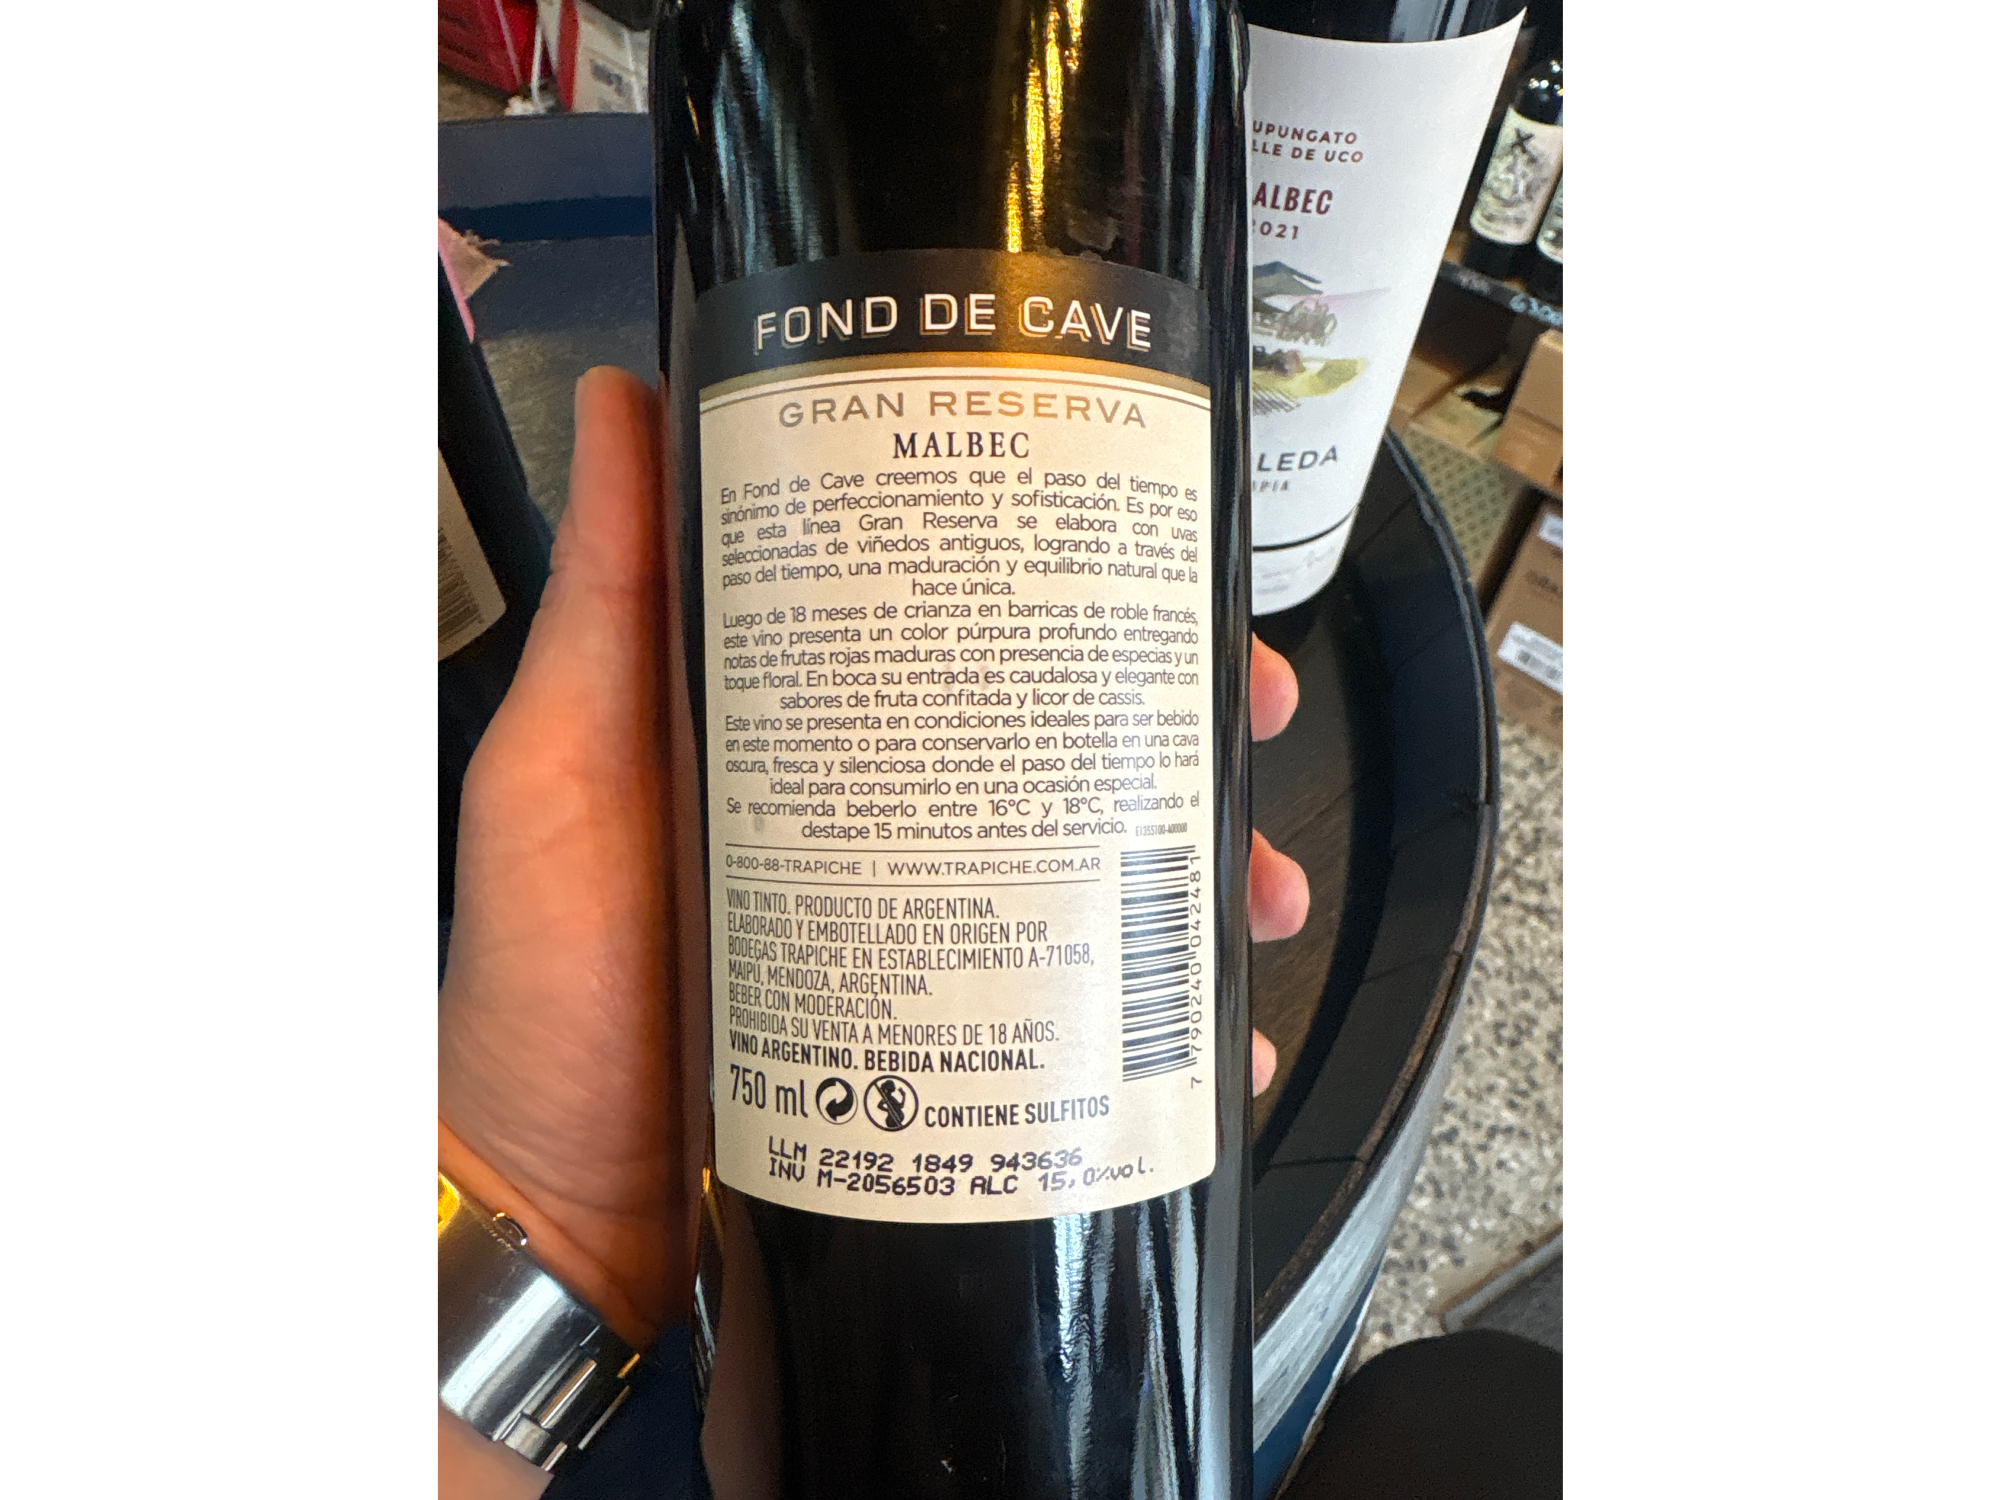 FOND DE CAVE
GRAN RESERVA
MALBEC
En Fond de Cave creemos que el paso del tiempo es
sinónimo de perfeccionamiento y sofisticación. Es por eso
que esta línea Gran Reserva se elabora con uvas
seleccionadas de viñedos antiguos, logrando a través del
paso del tiempo, una maduración y equilibrio natural que la
hace única.
Luego de 18 meses de crianza en barricas de roble francés,
este vino presenta un color púrpura profundo entregando
notas de frutas rojas maduras con presencia de especias y un
toque floral. En boca su entrada es caudalosa y elegante con
sabores de fruta confitada y licor de cassis.
Este vino se presenta en condiciones ideales para ser bebido
en este momento o para conservarlo en botella en una cava
oscura, fresca y silenciosa donde el paso del tiempo lo hará
ideal para consumirlo en una ocasión especial.
Se recomienda beberlo entre 16°C y 18°C, realizando el
destape 15 minutos antes del servicio. E1355100-400000
0-800-88-TRAPICHE | WWW.TRAPICHE.COM.AR
VINO TINTO. PRODUCTO DE ARGENTINA.
ELABORADO Y EMBOTELLADO EN ORIGEN POR
BODEGAS TRAPICHE EN ESTABLECIMIENTO A-71058,
MAIPÚ, MENDOZA, ARGENTINA.
BEBER CON MODERACIÓN.
PROHIBIDA SU VENTA A MENORES DE 18 AÑOS.
VINO ARGENTINO. BEBIDA NACIONAL.
750 ml CONTIENE SULFITOS
7 790240 042481
LLM 22192 1849 943636
INV M-2056503 ALC 15,0%vol.
UPUNGATO
LLE DE UCO
ALBEC
2021
LEDA